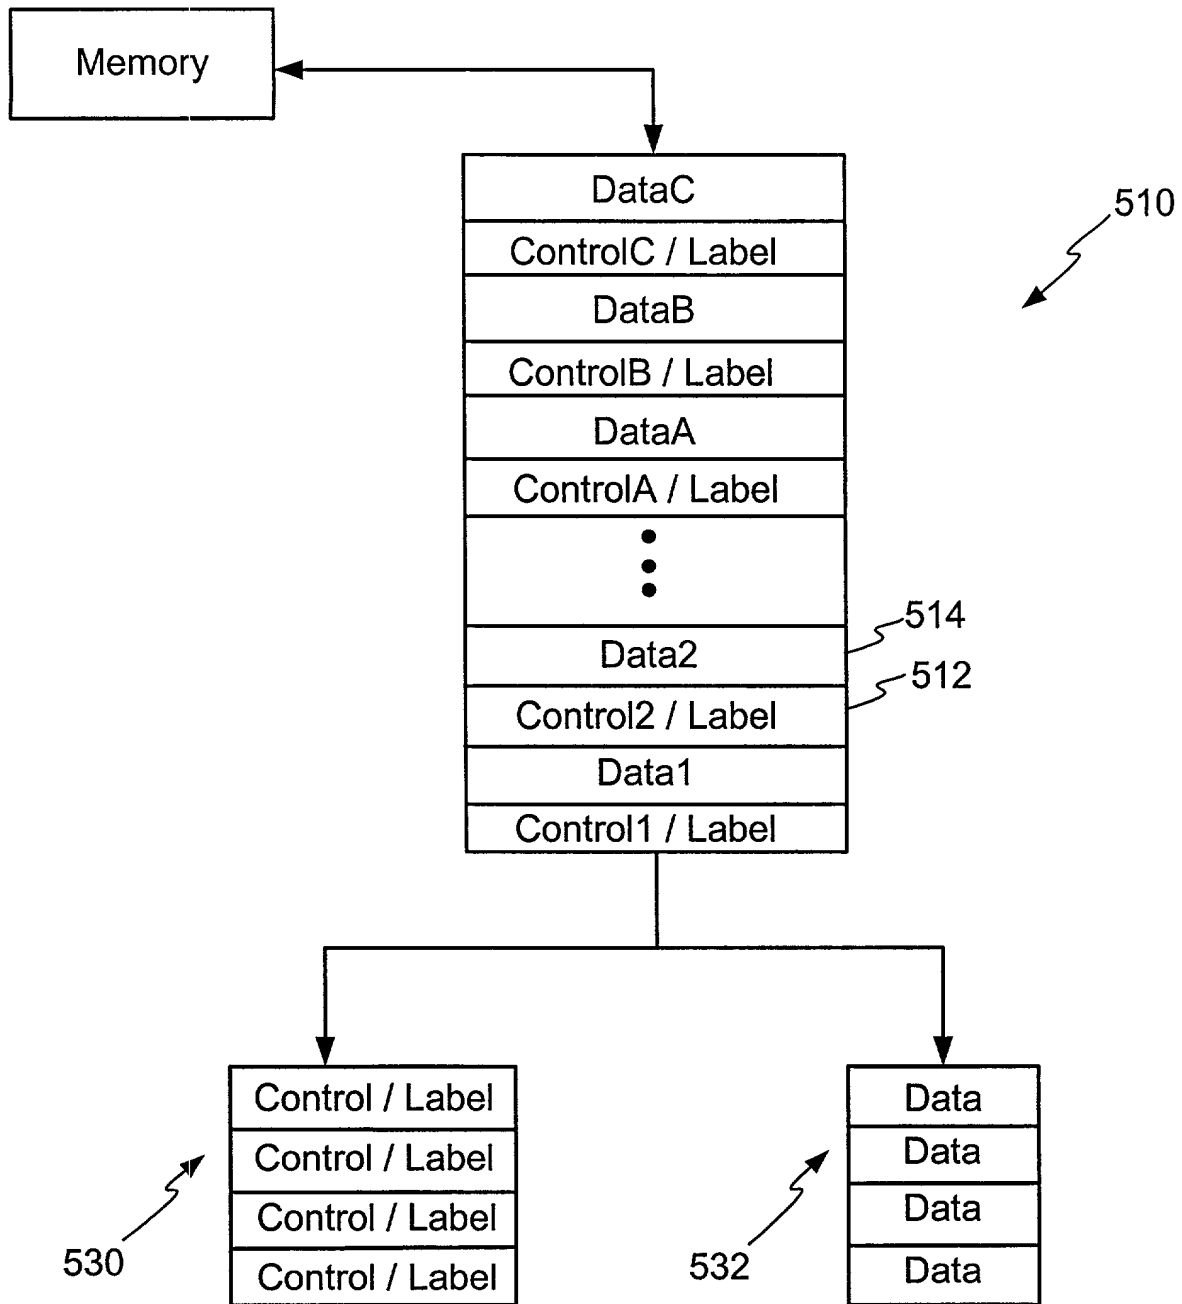 Memory
DataC
510
ControlC / Label
DataB
ControlB / Label
DataA
ControlA / Label
514
Data2
512
Control2 / Label
Data1
Control1 / Label
Control / Label
Control / Label
Control / Label
Control / Label
530
Data
Data
Data
Data
532